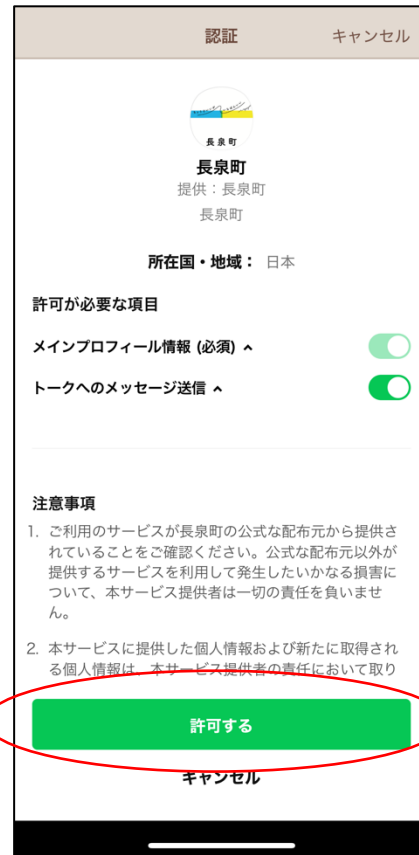 認証
キャンセル
長泉町
長泉町
提供：長泉町
長泉町
所在国・地域： 日本
許可が必要な項目
メインプロフィール情報 (必須) ^
トークへのメッセージ送信 ^
注意事項
1. ご利用のサービスが長泉町の公式な配布元から提供さ
れていることをご確認ください。公式な配布元以外が
提供するサービスを利用して発生したいかなる損害に
ついて、本サービス提供者は一切の責任を負いませ
ん。
2. 本サービスに提供した個人情報および新たに取得され
る個人情報は、本サービス提供者の責任において取り
許可する
キャンセル